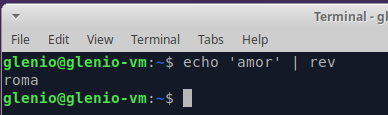 Terminal - gl
File Edit View Terminal Tabs Help
glenio@glenio-vm:~$ echo 'amor' | rev
roma
glenio@glenio-vm:~$